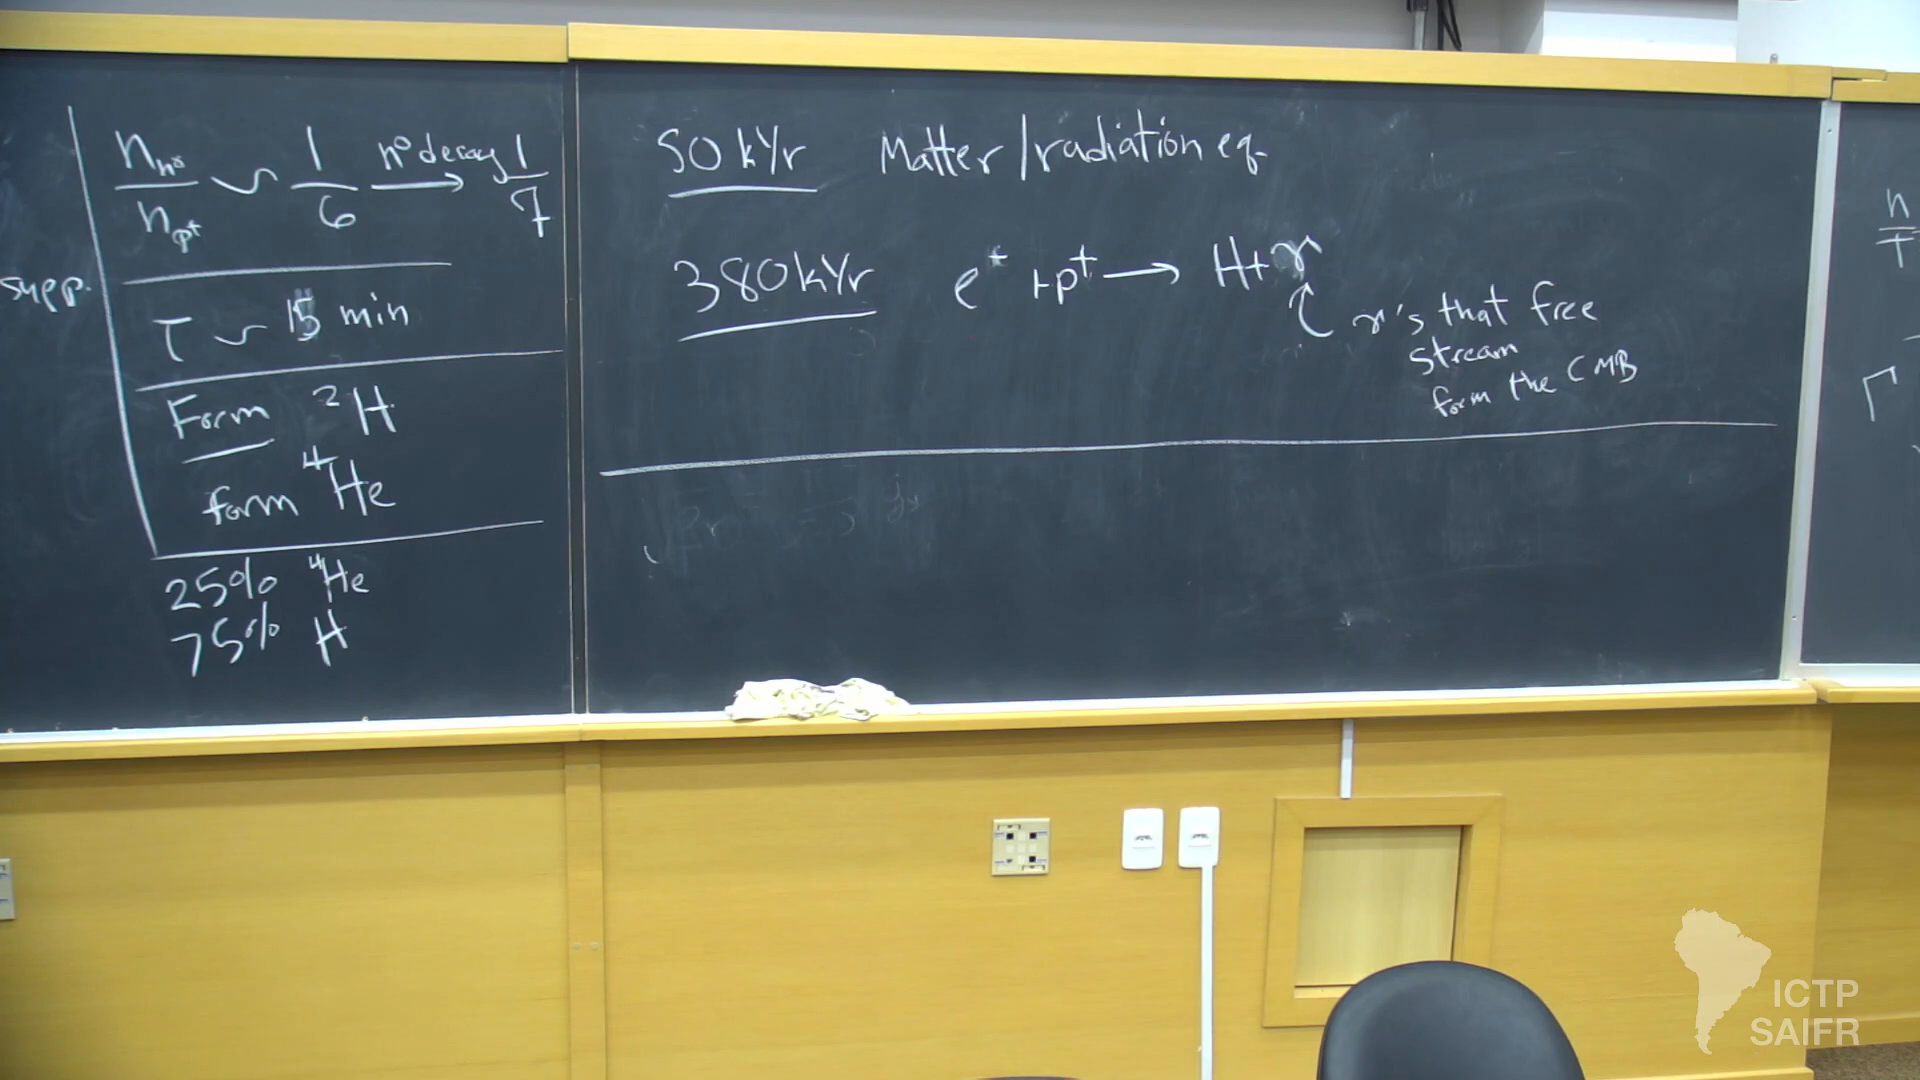 supp.
n_n⁰ / n_p⁺ ~ 1/6 n⁰ decay → 1/7
τ ~ 15 min
Form ²H
form ⁴He
25% ⁴He
75% H
50 kYr Matter/radiation eq.
380 kYr e⁺ + p⁺ → H + γ
γ's that free
stream
form the CMB
n
T
Γ
ICTP
SAIFR